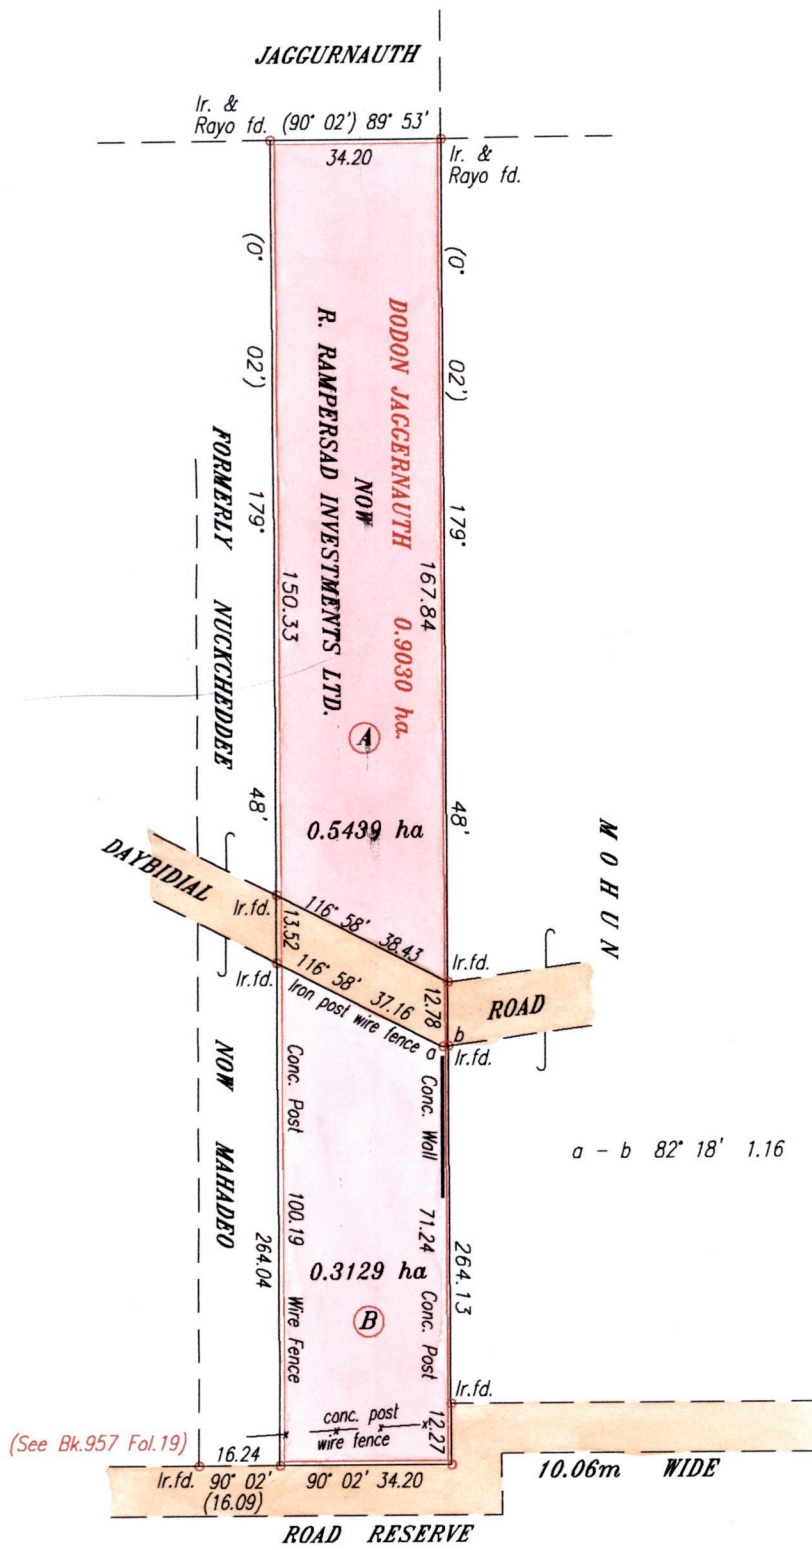 JAGGURNAUTH
Ir. &
Rayo fd.
(90° 02') 89° 53'
34.20
Ir. &
Rayo fd.
(0° 02') 179° 48'
(0° 02') 179° 48'
DODON JAGGERNAUTH 0.9030 ha.
NOW
R. RAMPERSAD INVESTMENTS LTD.
FORMERLY NUCKCHEDDEE
150.33
167.84
A
0.5439 ha
MOHUN
DAYBIDIAL
Ir.fd.
13.52
116° 58' 38.43
Ir.fd.
Ir.fd.
116° 58' 37.16
12.78
ROAD
Iron post wire fence
a
b
Ir.fd.
NOW MAHADEO
Conc. Post 100.19 Wire Fence
Conc. Wall 71.24 Conc. Post
a - b 82° 18' 1.16
264.04
264.13
0.3129 ha
B
Ir.fd.
conc. post
wire fence
12.27
(See Bk.957 Fol.19)
16.24
Ir.fd. 90° 02'
(16.09)
90° 02' 34.20
10.06m WIDE
ROAD RESERVE